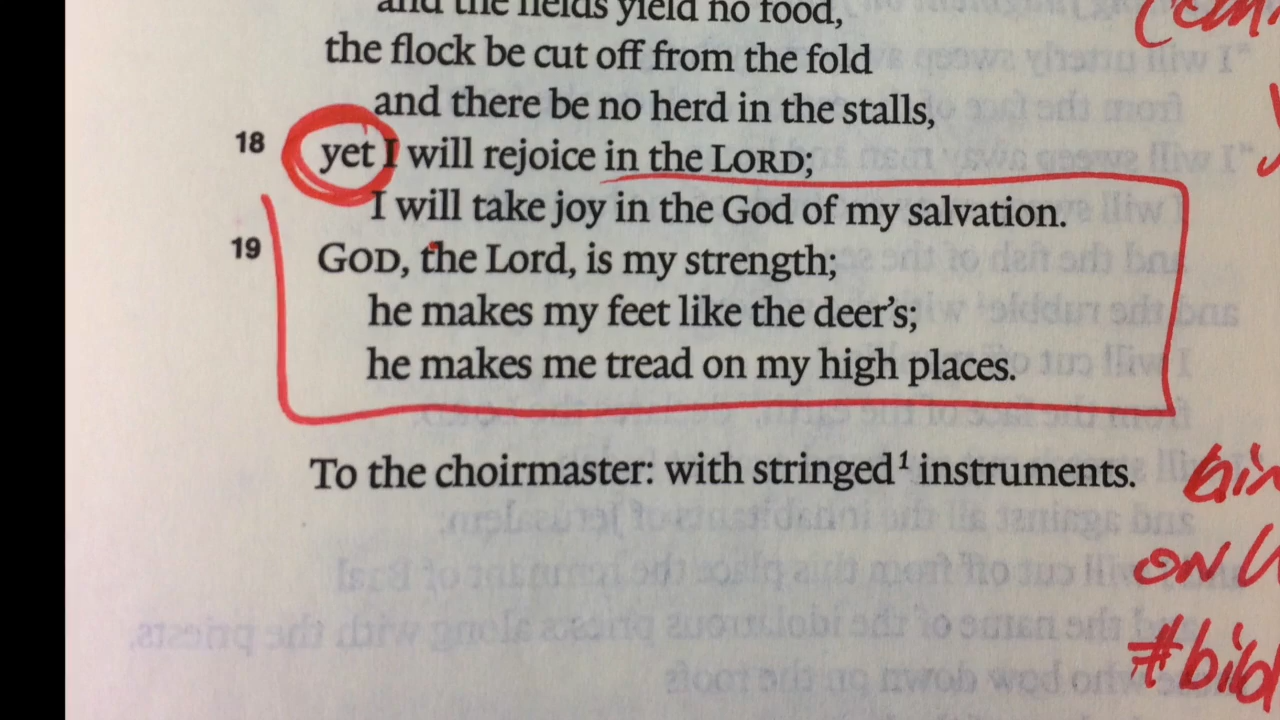 and the fields yield no food,
the flock be cut off from the fold
and there be no herd in the stalls,
18 yet I will rejoice in the LORD;
I will take joy in the God of my salvation.
19 GOD, the Lord, is my strength;
he makes my feet like the deer's;
he makes me tread on my high places.
To the choirmaster: with stringed¹ instruments.
on